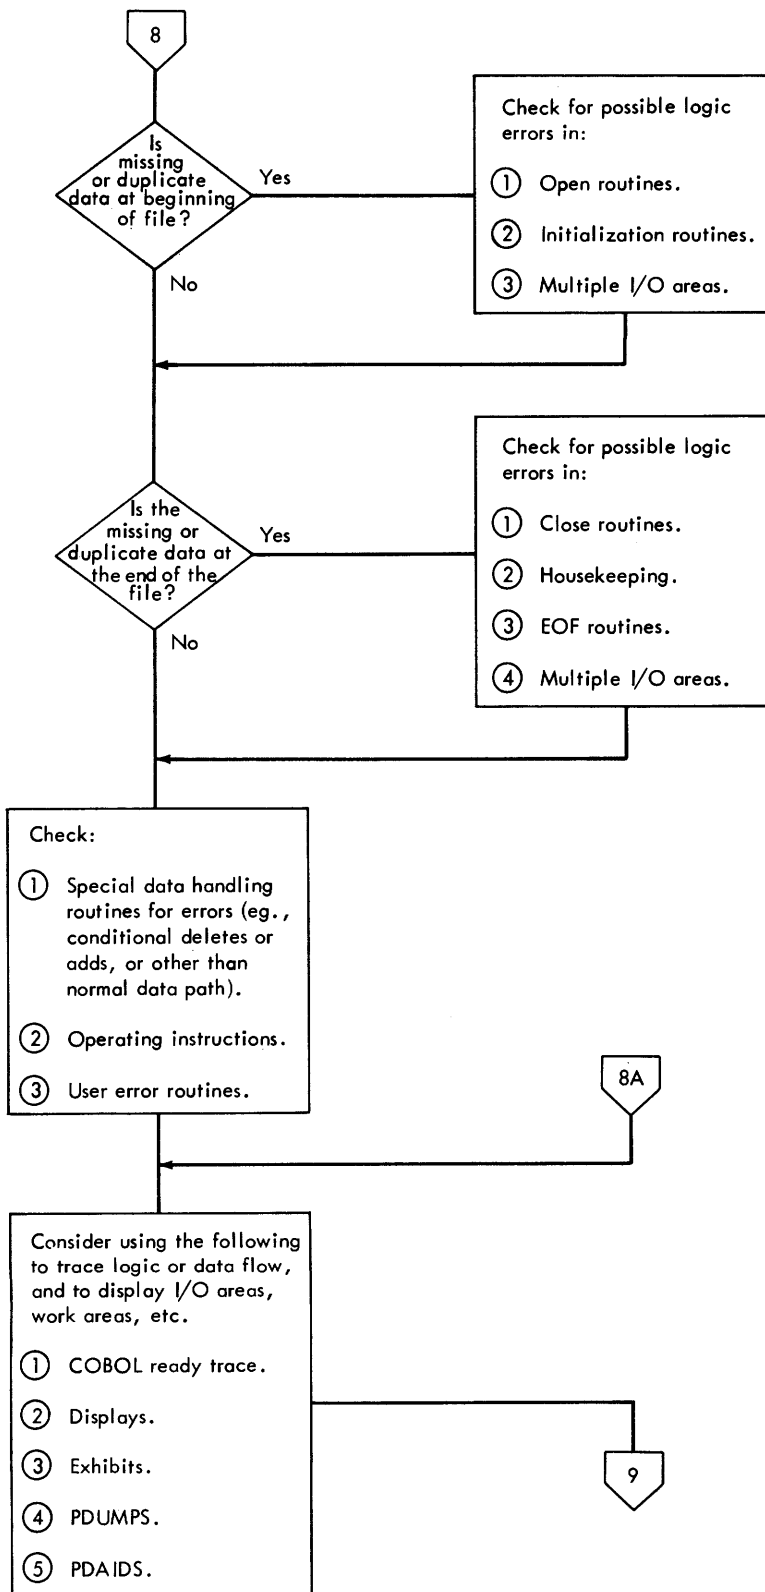 8
Is
missing
or duplicate
data at beginning
of file?
Yes
No
Check for possible logic
errors in:
1 Open routines.
2 Initialization routines.
3 Multiple I/O areas.
Is the
missing or
duplicate data at
the end of the
file?
Yes
No
Check for possible logic
errors in:
1 Close routines.
2 Housekeeping.
3 EOF routines.
4 Multiple I/O areas.
Check:
1 Special data handling
routines for errors (eg.,
conditional deletes or
adds, or other than
normal data path).
2 Operating instructions.
3 User error routines.
8A
Consider using the following
to trace logic or data flow,
and to display I/O areas,
work areas, etc.
1 COBOL ready trace.
2 Displays.
3 Exhibits.
4 PDUMPS.
5 PDAIDS.
9